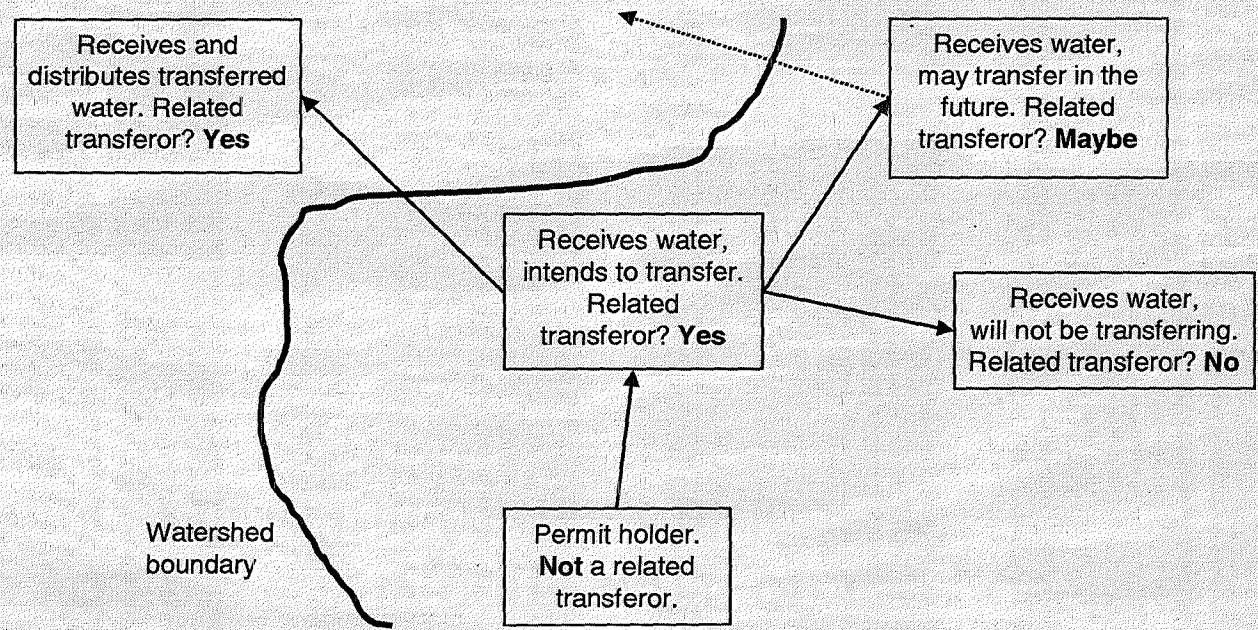 Receives and
distributes transferred
water. Related
transferor? Yes
Receives water,
may transfer in the
future. Related
transferor? Maybe
Receives water,
intends to transfer.
Related
transferor? Yes
Receives water,
will not be transferring.
Related transferor? No
Watershed
boundary
Permit holder.
Not a related
transferor.